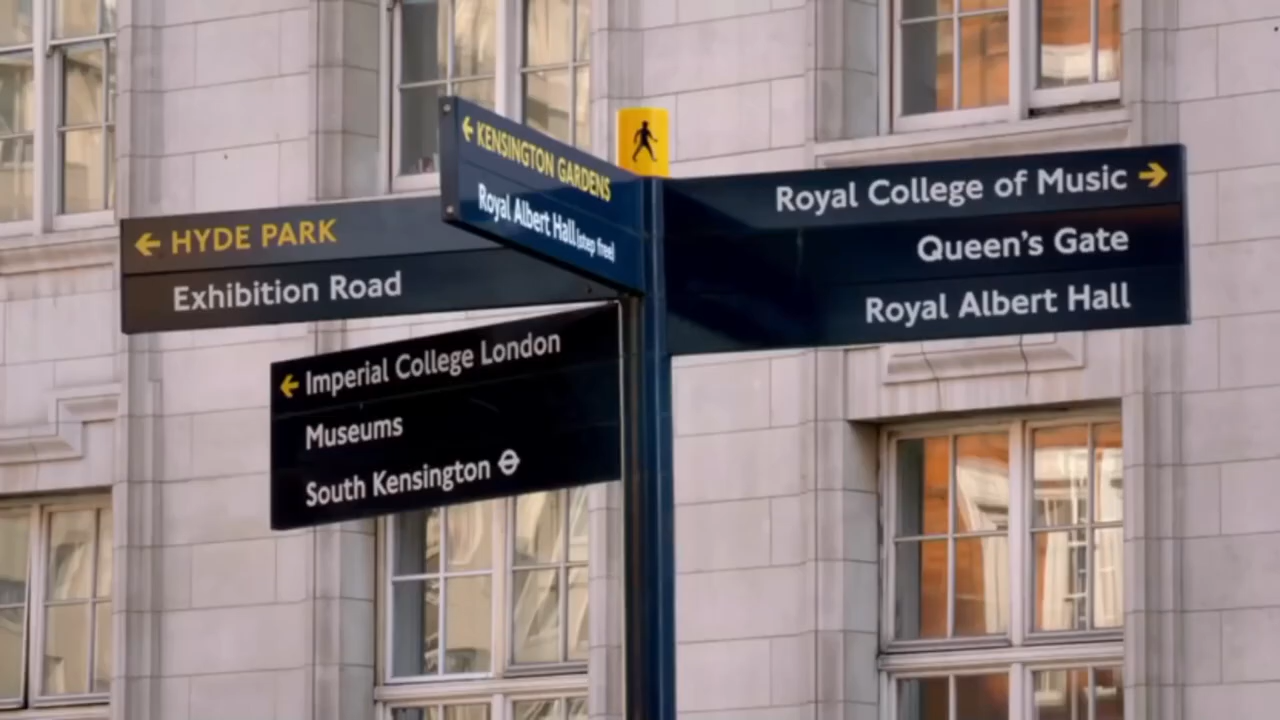 ← KENSINGTON GARDENS
Royal Albert Hall (step free)
← HYDE PARK
Exhibition Road
← Imperial College London
Museums
South Kensington
Royal College of Music →
Queen's Gate
Royal Albert Hall